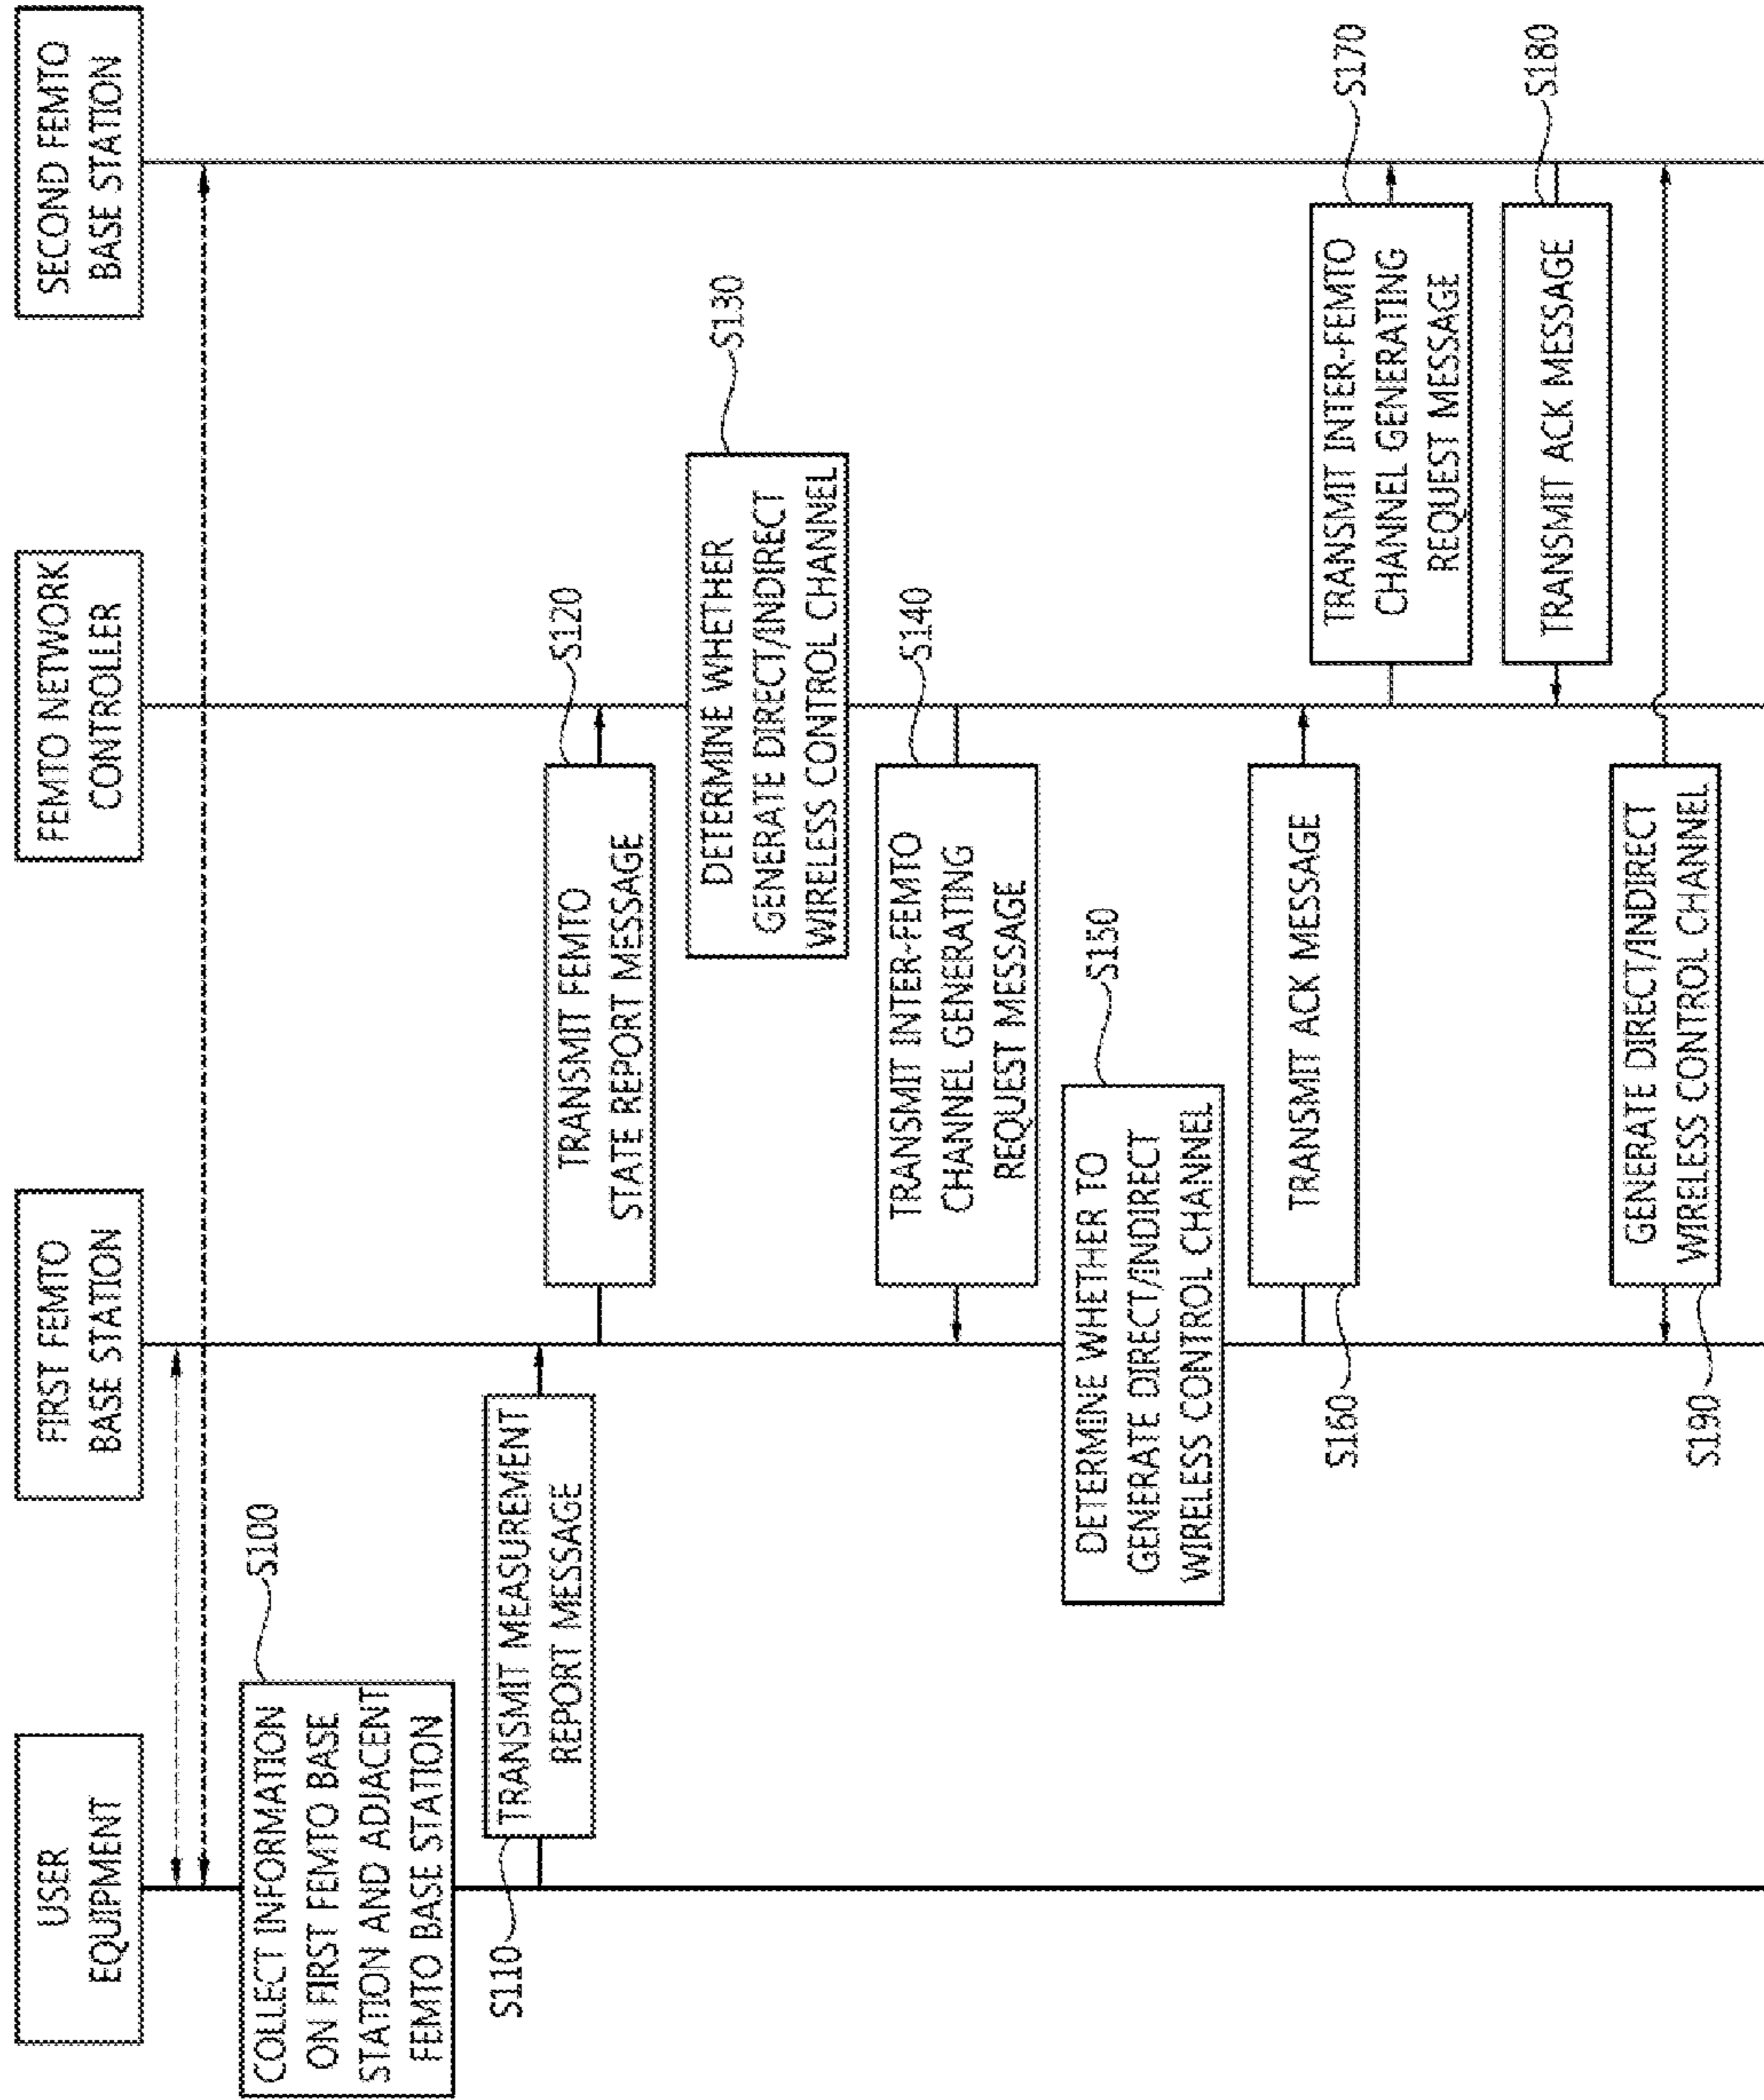 USER
EQUIPMENT
FIRST FEMTO
BASE STATION
FEMTO NETWORK
CONTROLLER
SECOND FEMTO
BASE STATION
COLLECT INFORMATION
ON FIRST FEMTO BASE
STATION AND ADJACENT
FEMTO BASE STATION
S100
TRANSMIT MEASUREMENT
REPORT MESSAGE
S110
TRANSMIT FEMTO
STATE REPORT MESSAGE
S120
DETERMINE WHETHER
GENERATE DIRECT/INDIRECT
WIRELESS CONTROL CHANNEL
S130
TRANSMIT INTER-FEMTO
CHANNEL GENERATING
REQUEST MESSAGE
S140
DETERMINE WHETHER TO
GENERATE DIRECT/INDIRECT
WIRELESS CONTROL CHANNEL
S150
TRANSMIT ACK MESSAGE
S160
TRANSMIT INTER-FEMTO
CHANNEL GENERATING
REQUEST MESSAGE
S170
TRANSMIT ACK MESSAGE
S180
GENERATE DIRECT/INDIRECT
WIRELESS CONTROL CHANNEL
S190